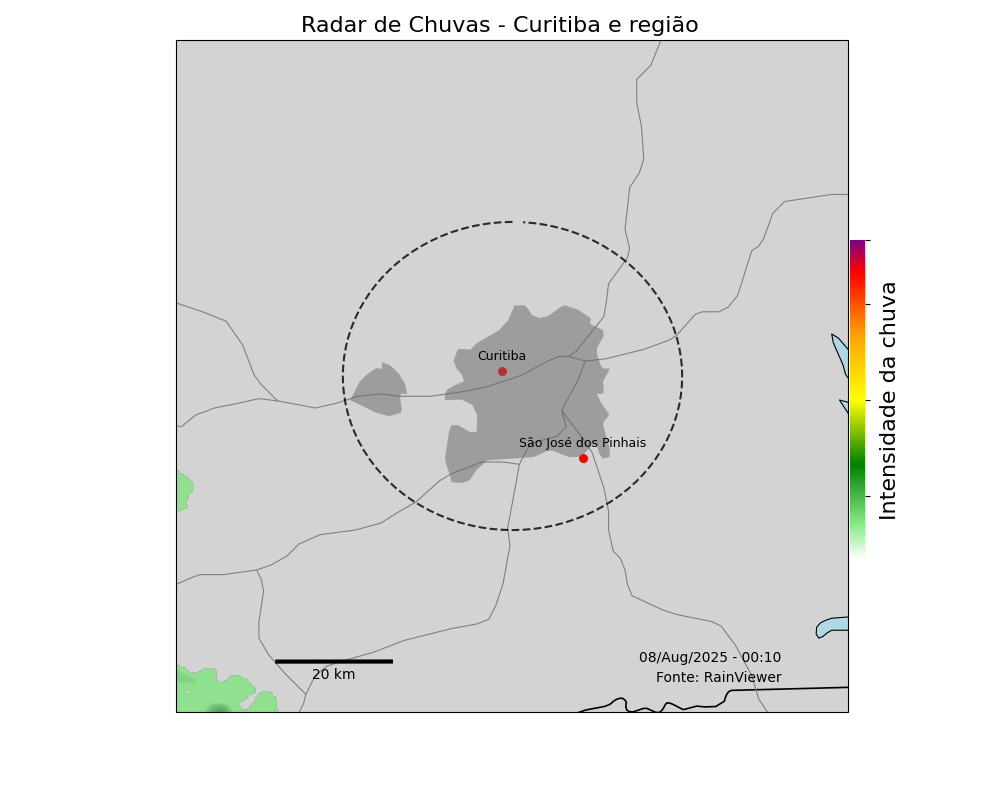 Radar de Chuvas - Curitiba e região
Curitiba
São José dos Pinhais
Intensidade da chuva
20 km
08/Aug/2025 - 00:10
Fonte: RainViewer